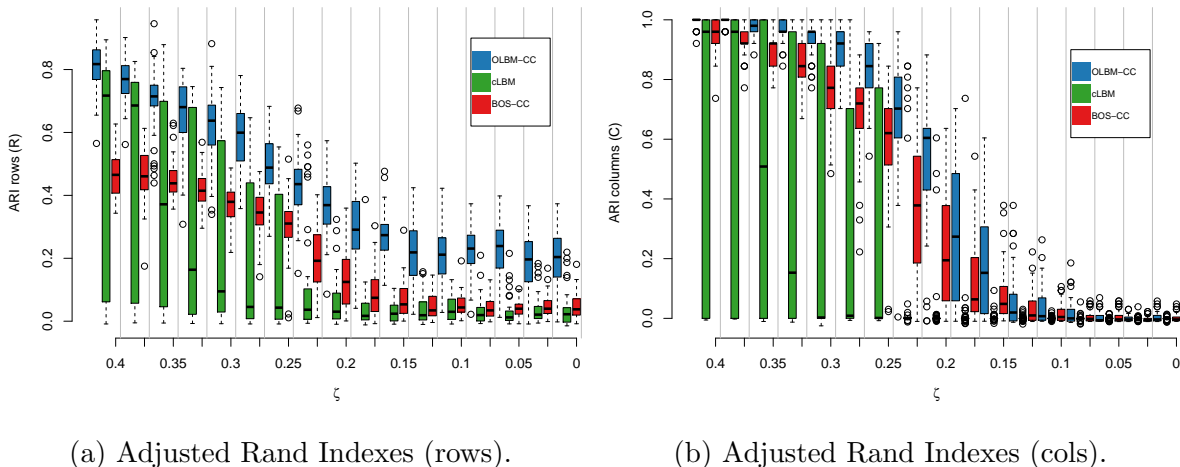 ARI rows (R)
0.8
0.6
0.4
0.2
0.0
OLBM−CC
cLBM
BOS−CC
0.4 0.35 0.3 0.25 0.2 0.15 0.1 0.05 0
ζ
(a) Adjusted Rand Indexes (rows).
ARI columns (C)
1.0
0.8
0.6
0.4
0.2
0.0
OLBM−CC
cLBM
BOS−CC
0.4 0.35 0.3 0.25 0.2 0.15 0.1 0.05 0
ζ
(b) Adjusted Rand Indexes (cols).